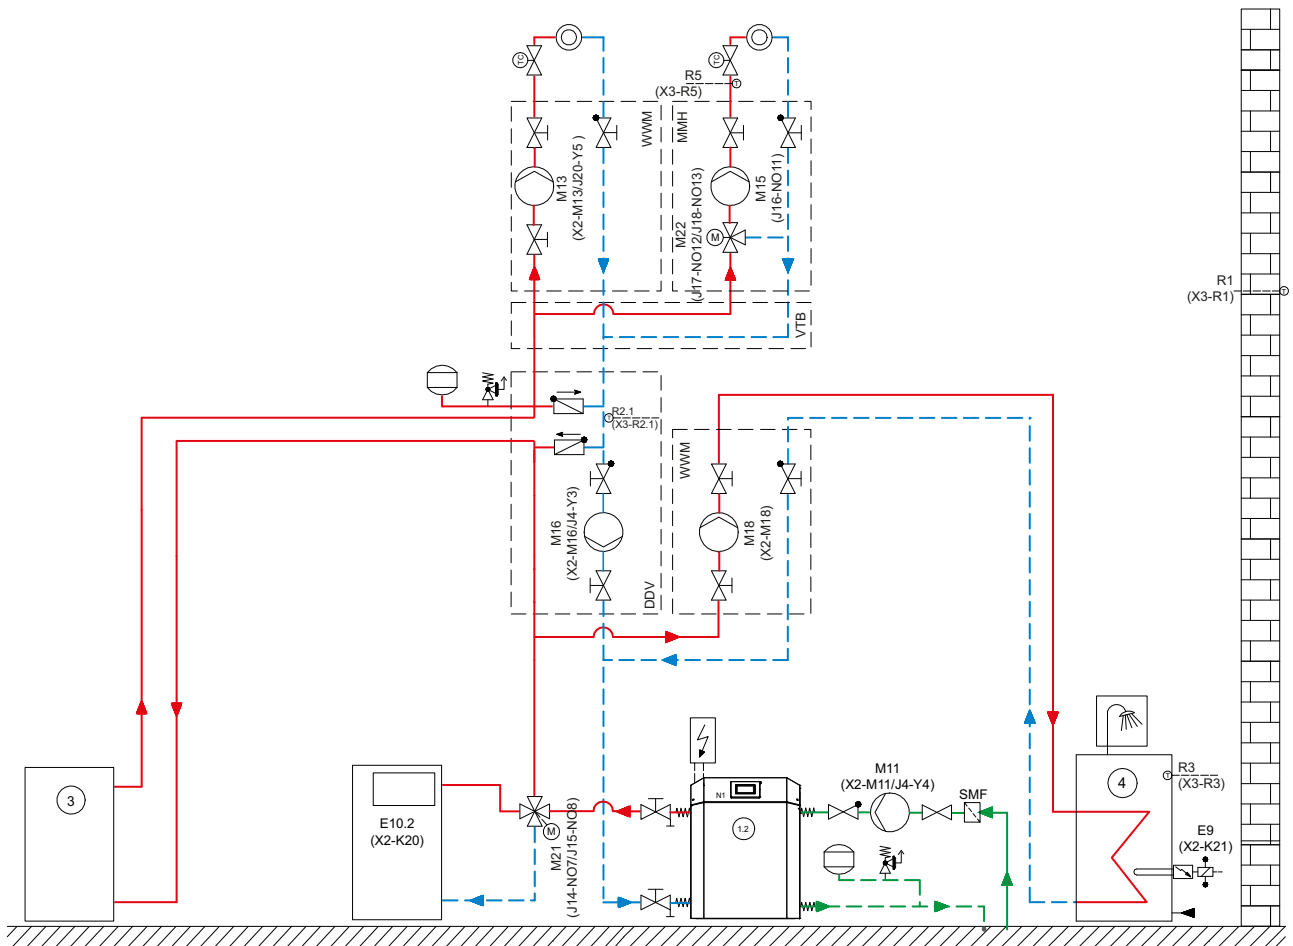 TC
TC
R5
(X3-R5)
T
WWM
MMH
M13
(X2-M13/J20-Y5 )
M15
(J16-NO11)
M
M22
(J17-NO12/J18-NO13)
R1
(X3-R1)
T
VTB
T
R2.1
(X3-R2.1)
WWM
M16
(X2-M16/J4-Y3)
M18
(X2-M18)
DDV
3
E10.2
(X2-K20)
M
M21
(J14-NO7/J15-NO8)
N1
1.2
M11
(X2-M11/J4-Y4)
SMF
4
T
R3
(X3-R3)
E9
(X2-K21)